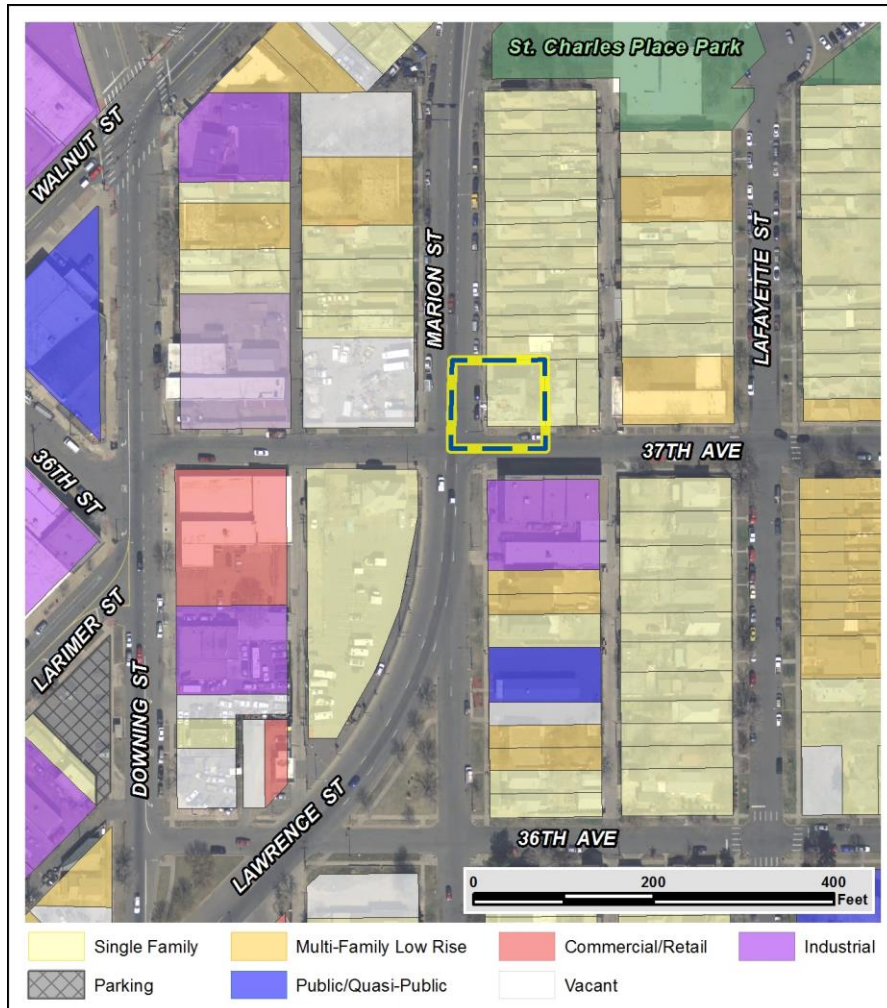 St. Charles Place Park
WALNUT ST
MARION ST
LAFAYETTE ST
37TH AVE
36TH ST
LARIMER ST
DOWNING ST
LAWRENCE ST
36TH AVE
0 200 400
Feet
Single Family Multi-Family Low Rise Commercial/Retail Industrial
Parking Public/Quasi-Public Vacant